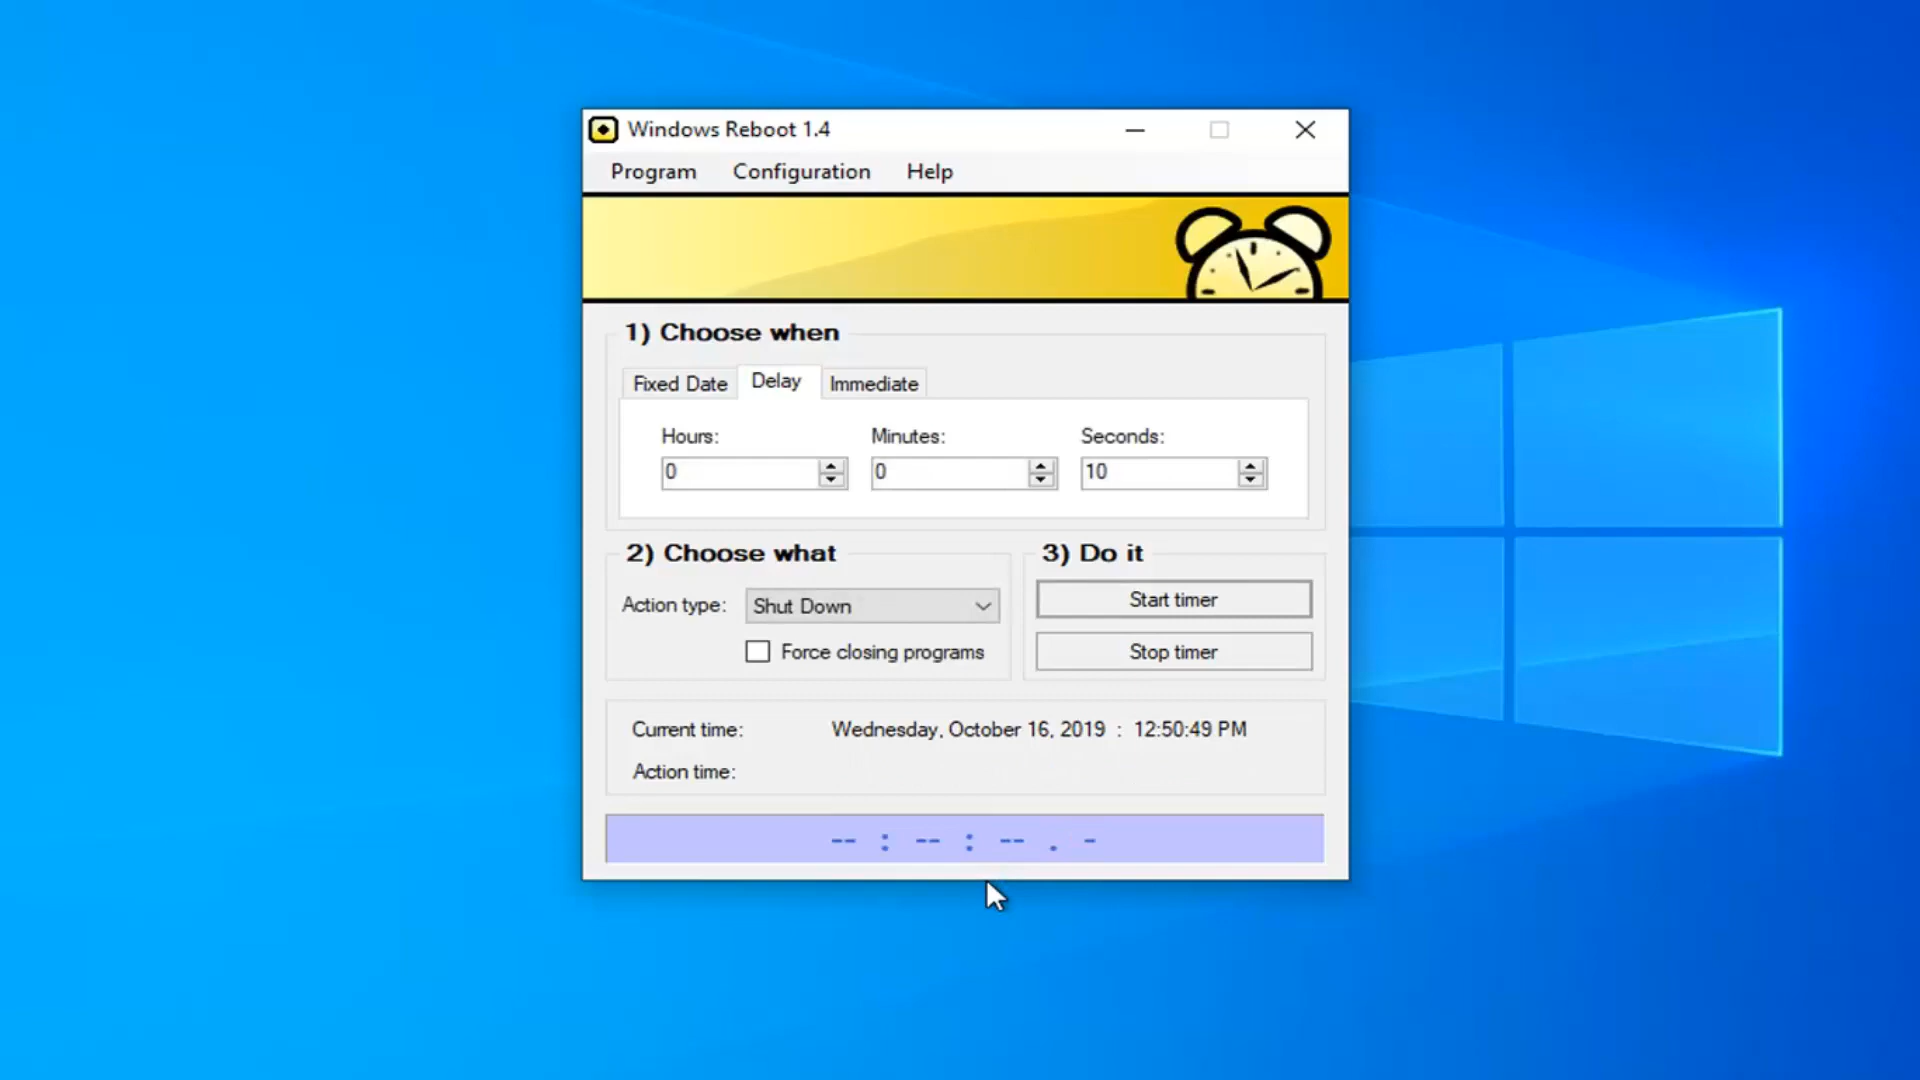 Windows Reboot 1.4
Program Configuration Help
1) Choose when
Fixed Date Delay Immediate
Hours: Minutes: Seconds:
0 0 10
2) Choose what
3) Do it
Action type: Shut Down
Start timer
Force closing programs
Stop timer
Current time: Wednesday, October 16, 2019 : 12:50:49 PM
Action time:
-- : -- : -- . -